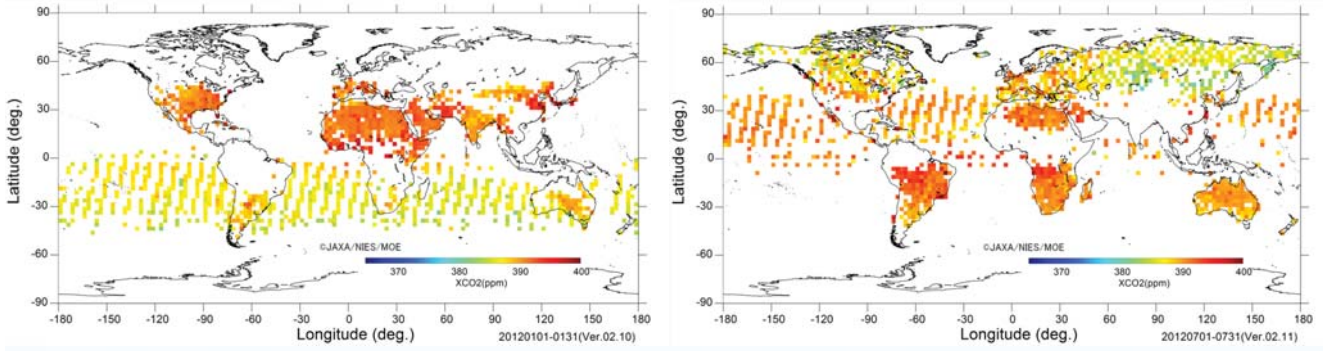 90
60
30
0
-30
-60
-90
Latitude (deg.)
©JAXA/NIES/MOE
370 380 390 400
XCO2(ppm)
-180 -150 -120 -90 -60 -30 0 30 60 90 120 150 180
Longitude (deg.)
20120101-0131(Ver.02.10)
90
60
30
0
-30
-60
-90
Latitude (deg.)
©JAXA/NIES/MOE
370 380 390 400
XCO2(ppm)
-180 -150 -120 -90 -60 -30 0 30 60 90 120 150 180
Longitude (deg.)
20120701-0731(Ver.02.11)